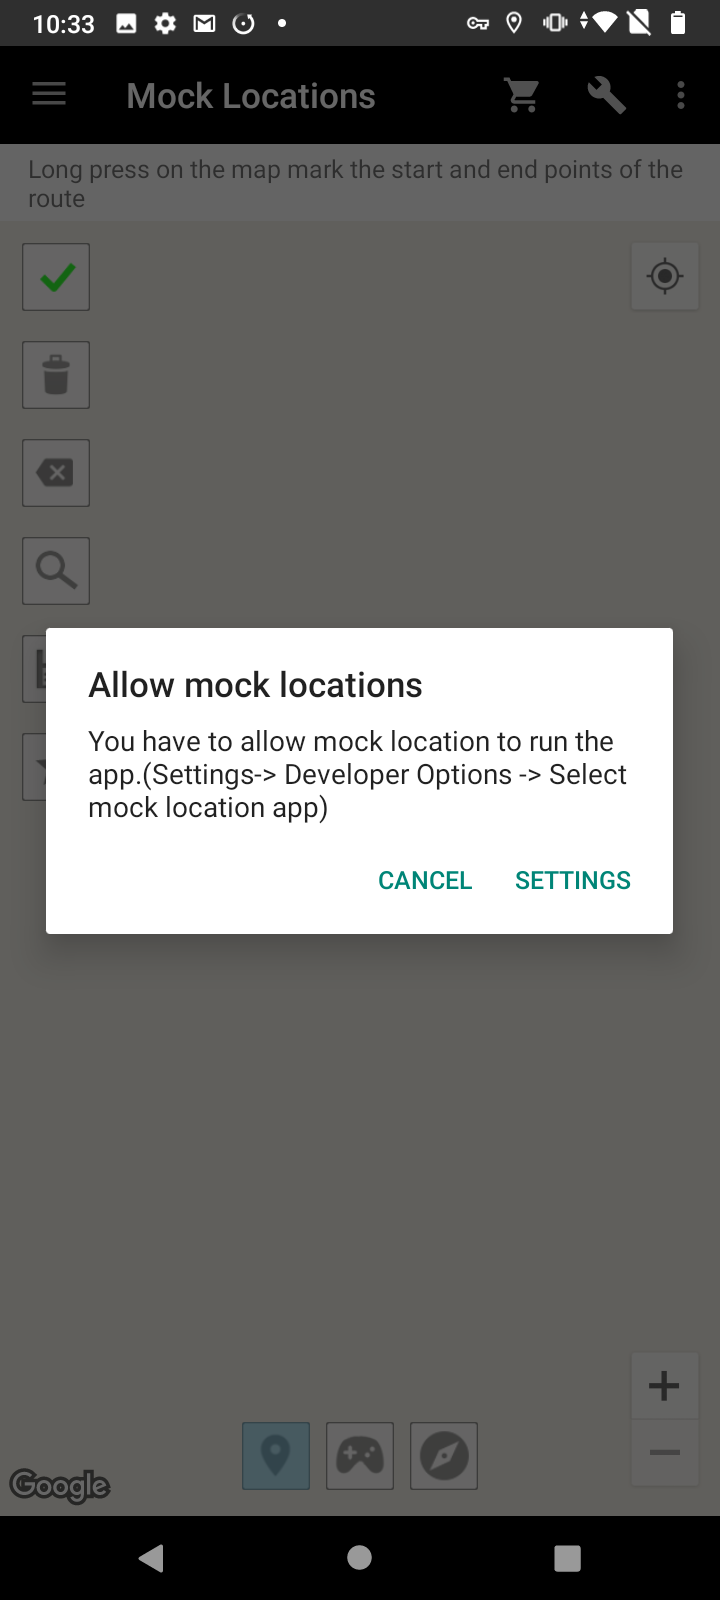 10:33
Mock Locations
Long press on the map mark the start and end points of the
route
Allow mock locations
You have to allow mock location to run the
app.(Settings-> Developer Options -> Select
mock location app)
CANCEL
SETTINGS
Google